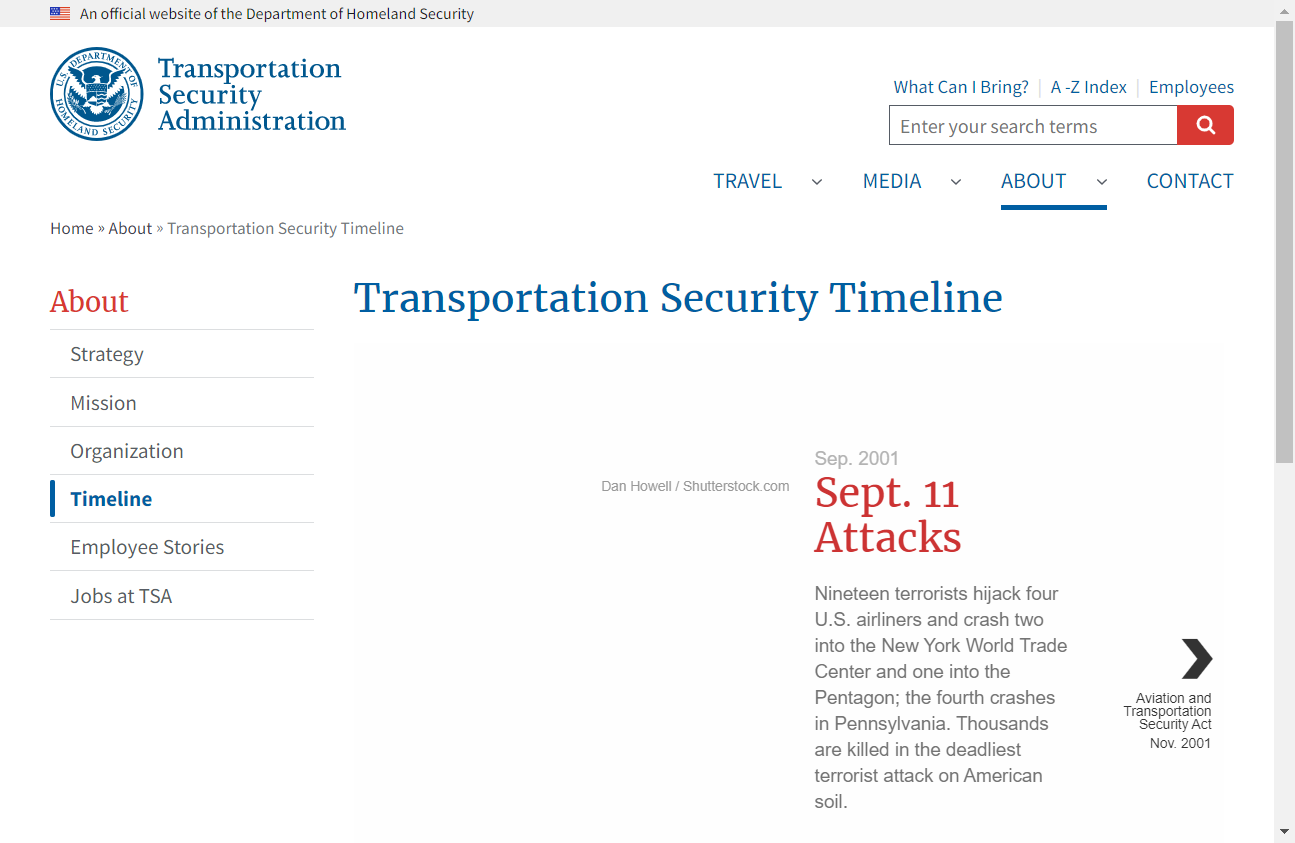 An official website of the Department of Homeland Security
U.S. DEPARTMENT OF
HOMELAND SECURITY
Transportation
Security
Administration
What Can I Bring?
A -Z Index
Employees
Enter your search terms
TRAVEL
MEDIA
ABOUT
CONTACT
Home » About » Transportation Security Timeline
About
Strategy
Mission
Organization
Timeline
Employee Stories
Jobs at TSA
Transportation Security Timeline
Dan Howell / Shutterstock.com
Sep. 2001
Sept. 11
Attacks
Nineteen terrorists hijack four
U.S. airliners and crash two
into the New York World Trade
Center and one into the
Pentagon; the fourth crashes
in Pennsylvania. Thousands
are killed in the deadliest
terrorist attack on American
soil.
Aviation and
Transportation
Security Act
Nov. 2001